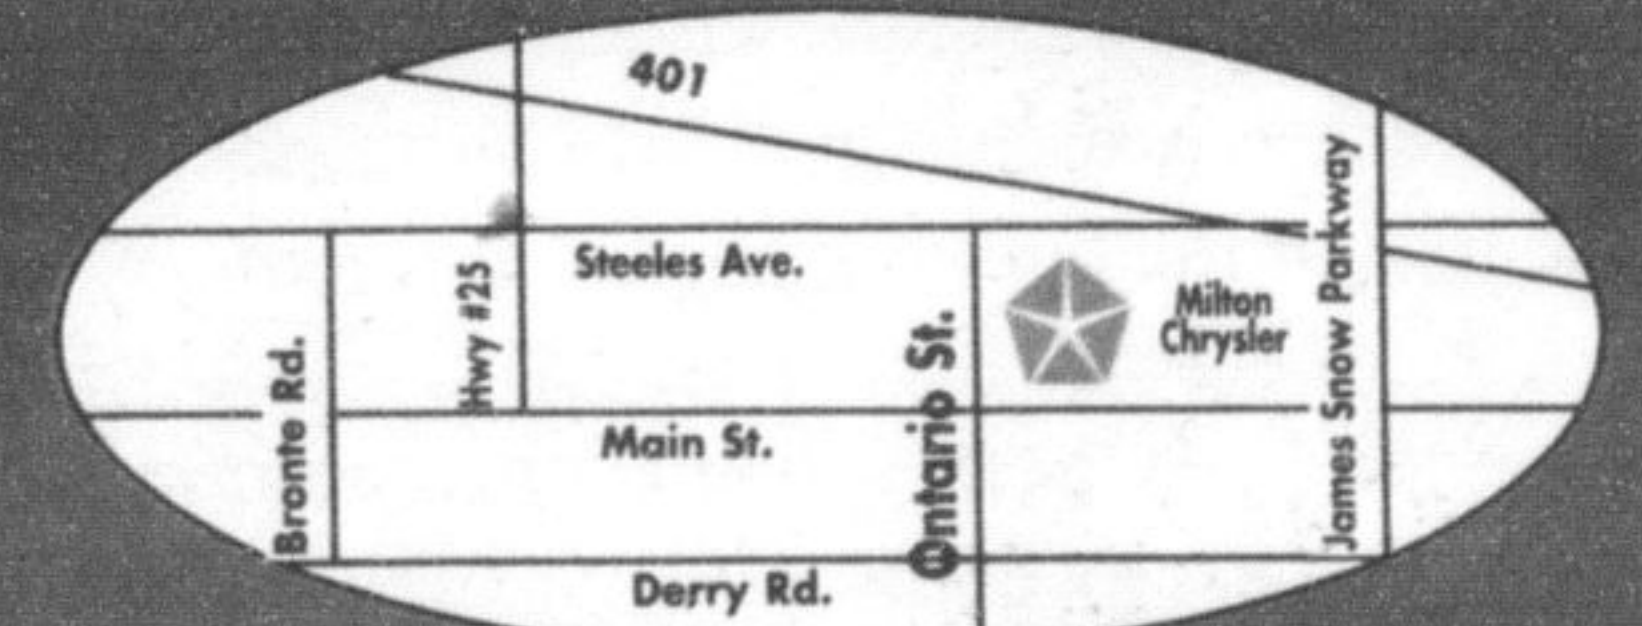 401
Steeles Ave.
Hwy #25
Milton
Chrysler
James Snow Parkway
Bronte Rd.
Ontario St.
Main St.
Derry Rd.